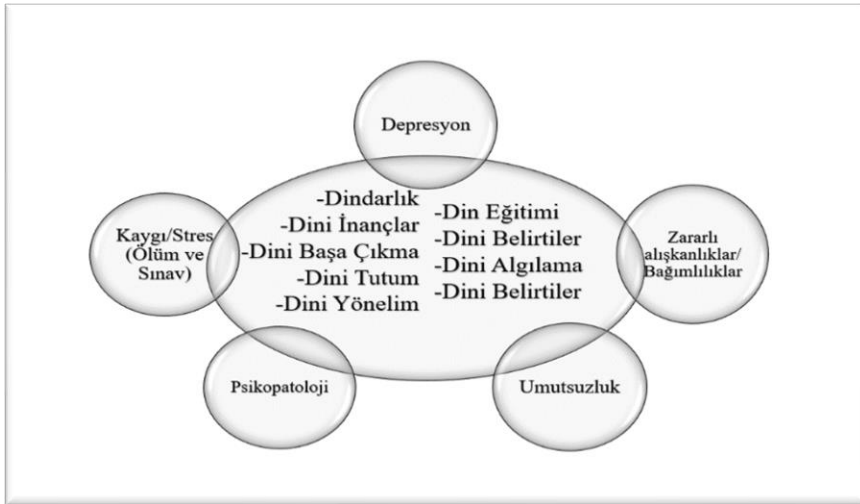 Depresyon
-Dindarlık
-Dini İnançlar
-Dini Başa Çıkma
-Dini Tutum
-Dini Yönelim
-Din Eğitimi
-Dini Belirtiler
-Dini Algılama
-Dini Belirtiler
Kaygı/Stres
(Ölüm ve
Sınav)
Zararlı
alışkanlıklar/
Bağımlılıklar
Psikopatoloji
Umutsuzluk